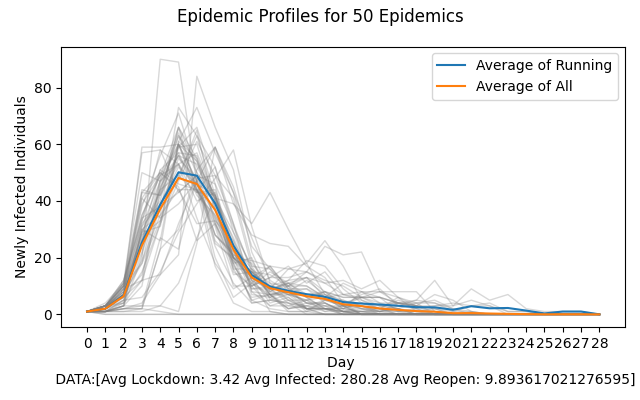 Epidemic Profiles for 50 Epidemics
Average of Running
Average of All
Newly Infected Individuals
80
60
40
20
0
0 1 2 3 4 5 6 7 8 9 10 11 12 13 14 15 16 17 18 19 20 21 22 23 24 25 26 27 28
Day
DATA:[Avg Lockdown: 3.42 Avg Infected: 280.28 Avg Reopen: 9.893617021276595]